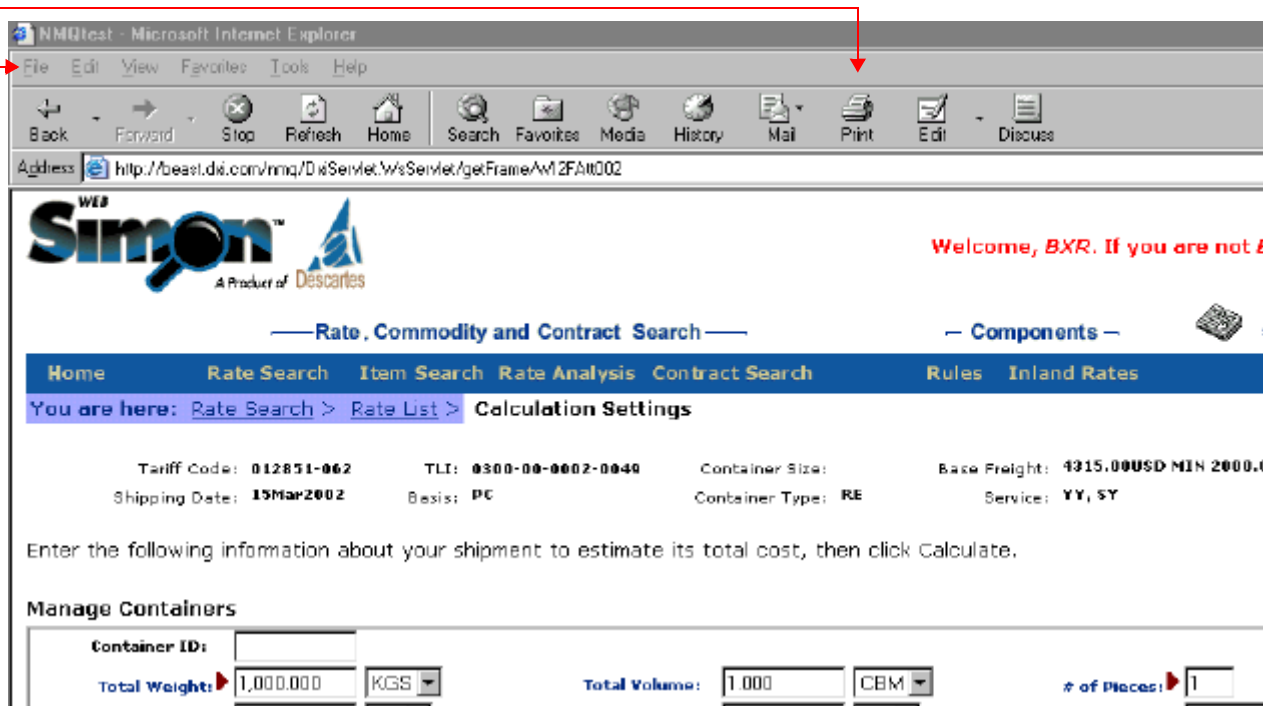 NMQtest - Microsoft Internet Explorer
File Edit View Favorites Tools Help
Back Forward Stop Refresh Home Search Favorites Media History Mail Print Edit Discuss
Address http://beast.dxi.com/nmq/DxiServlet.WsServlet/getFrame/w12FAtt002
WEB
Simon™
A Product of Descartes
Welcome, BXR. If you are not
Rate, Commodity and Contract Search
Components
Home Rate Search Item Search Rate Analysis Contract Search Rules Inland Rates
You are here: Rate Search > Rate List > Calculation Settings
Tariff Code: 012851-062 TLI: 0300-00-0002-0049 Container Size: Base Freight: 4315.00USD MIN 2000.
Shipping Date: 15Mar2002 Basis: PC Container Type: RE Service: YY, SY
Enter the following information about your shipment to estimate its total cost, then click Calculate.
Manage Containers
Container ID:
Total Weight: 1,000.000 KGS Total Volume: 1.000 CBM # of Pieces: 1